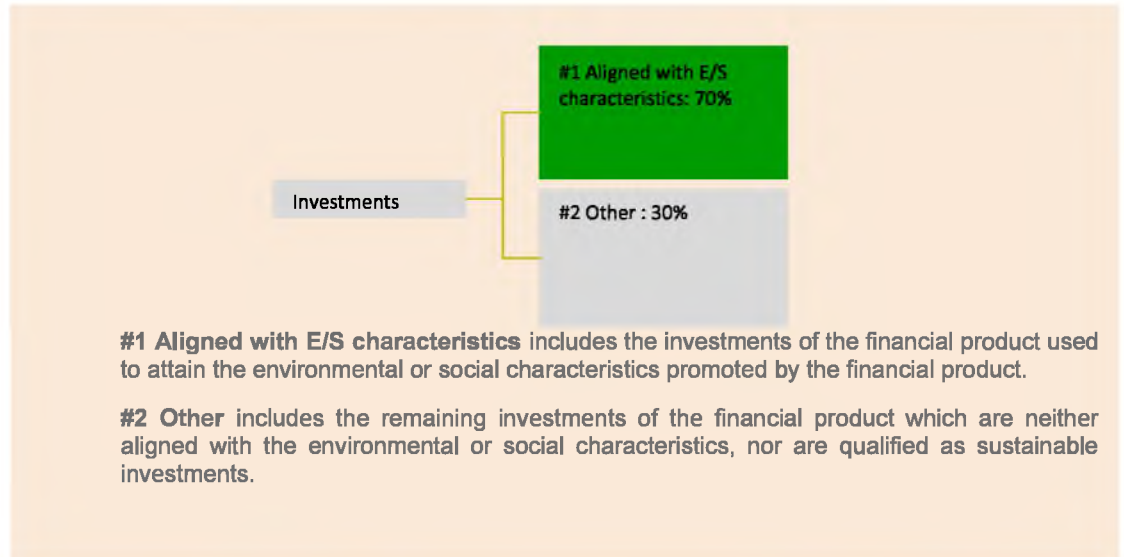 #1 Aligned with E/S
characteristics: 70%
Investments
#2 Other : 30%
#1 Aligned with E/S characteristics includes the investments of the financial product used
to attain the environmental or social characteristics promoted by the financial product.
#2 Other includes the remaining investments of the financial product which are neither
aligned with the environmental or social characteristics, nor are qualified as sustainable
investments.